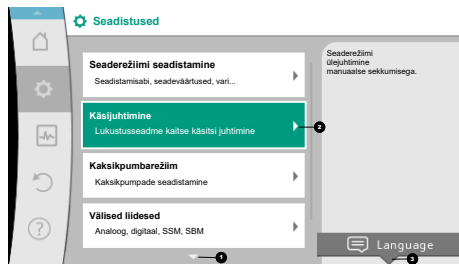 Seadistused
Seaderežiimi seadistamine
Seadistamisabi, seadeväärtused, vari...
Käsijuhtimine
Lukustusseadme kaitse käsitsi juhtimine
Kaksikpumbarežiim
Kaksikpumpade seadistamine
Välised liidesed
Analoog, digitaal, SSM, SBM
Seaderežiimi
ülejuhtimine
manuaalse sekkumisega.
Language
1
2
3
?